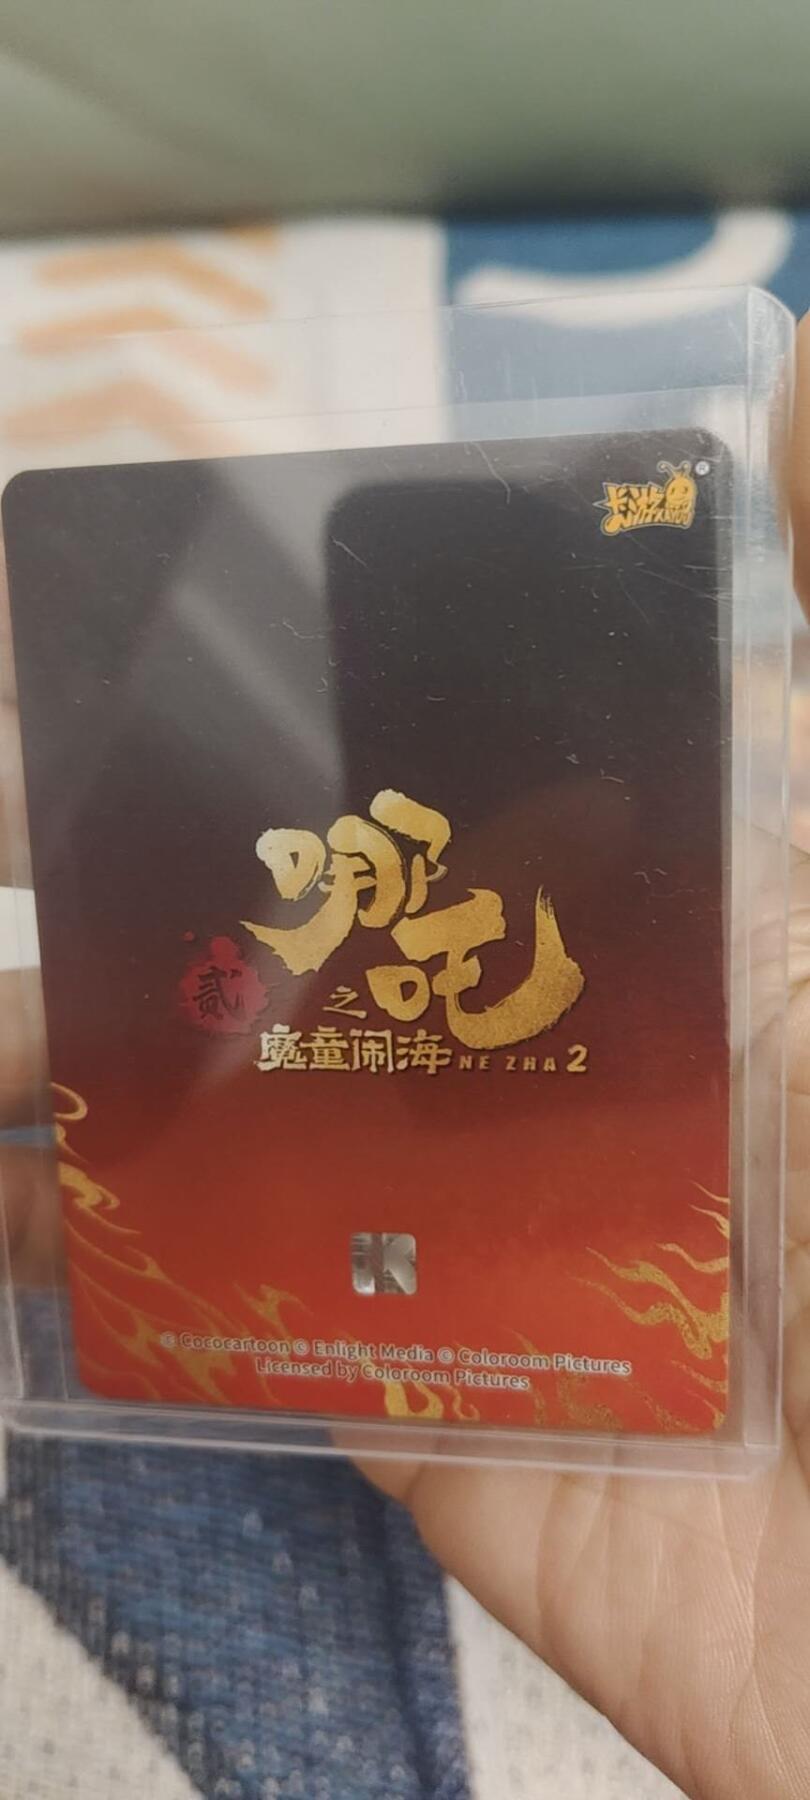 卡游
KAYOU
®
哪吒
贰
之
魔童闹海 NE ZHA 2
K
© Cococartoon © Enlight Media © Coloroom Pictures
Licensed by Coloroom Pictures